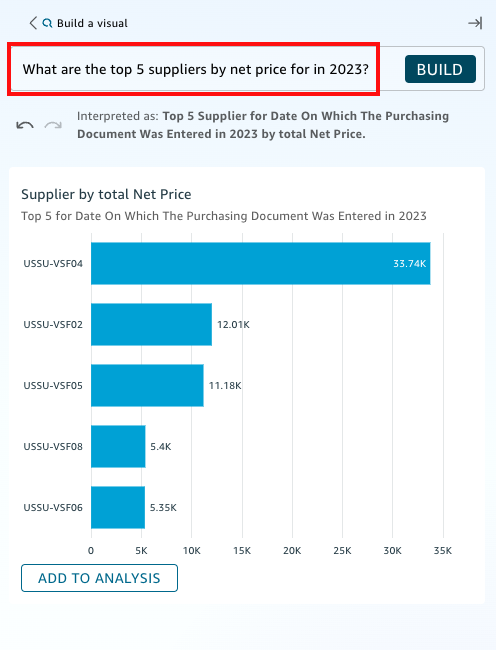 Build a visual
What are the top 5 suppliers by net price for in 2023?
BUILD
Interpreted as: Top 5 Supplier for Date On Which The Purchasing
Document Was Entered in 2023 by total Net Price.
Supplier by total Net Price
Top 5 for Date On Which The Purchasing Document Was Entered in 2023
USSU-VSF04
33.74K
USSU-VSF02
12.01K
USSU-VSF05
11.18K
USSU-VSF08
5.4K
USSU-VSF06
5.35K
0 5K 10K 15K 20K 25K 30K 35K
ADD TO ANALYSIS